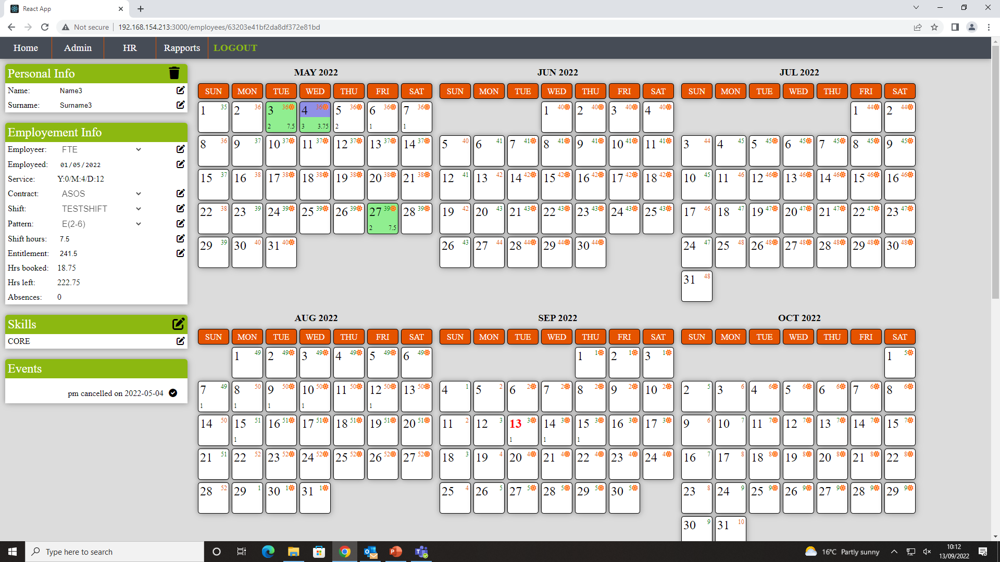 React App
Not secure
192.168.154.213:3000/employees/63203e41bf2da8df372e81bd
Home Admin HR Rapports LOGOUT
Personal Info
Name: Name3
Surname: Surname3
Employement Info
Employeer: FTE
Employeed: 01/05/2022
Service: Y:0/M:4/D:12
Contract: ASOS
Shift: TESTSHIFT
Pattern: E(2-6)
Shift hours: 7.5
Entitlement: 241.5
Hrs booked: 18.75
Hrs left: 222.75
Absences: 0
Skills
CORE
Events
pm cancelled on 2022-05-04
MAY 2022
SUN MON TUE WED THU FRI SAT
1 35 2 36 3 36 4 36 5 36 6 36 7 36
2 7.5 3 3.75 2 1 1
8 36 9 37 10 37 11 37 12 37 13 37 14 37
15 37 16 38 17 38 18 38 19 38 20 38 21 38
22 38 23 39 24 39 25 39 26 39 27 39 28 39
2 7.5
29 39 30 40 31 40
JUN 2022
SUN MON TUE WED THU FRI SAT
1 40 2 40 3 40 4 40
5 40 6 41 7 41 8 41 9 41 10 41 11 41
12 41 13 42 14 42 15 42 16 42 17 42 18 42
19 42 20 43 21 43 22 43 23 43 24 43 25 43
26 43 27 44 28 44 29 44 30 44
JUL 2022
SUN MON TUE WED THU FRI SAT
1 44 2 44
3 44 4 45 5 45 6 45 7 45 8 45 9 45
10 45 11 46 12 46 13 46 14 46 15 46 16 46
17 46 18 47 19 47 20 47 21 47 22 47 23 47
24 47 25 48 26 48 27 48 28 48 29 48 30 48
31 48
AUG 2022
SUN MON TUE WED THU FRI SAT
1 49 2 49 3 49 4 49 5 49 6 49
7 49 8 50 9 50 10 50 11 50 12 50 13 50
1 1 1 1 1
14 50 15 51 16 51 17 51 18 51 19 51 20 51
1
21 51 22 52 23 52 24 52 25 52 26 52 27 52
28 52 29 1 30 1 31 1
SEP 2022
SUN MON TUE WED THU FRI SAT
1 1 2 1 3 1
4 1 5 2 6 2 7 2 8 2 9 2 10 2
11 2 12 3 13 3 14 3 15 3 16 3 17 3
1 1 1
18 3 19 4 20 4 21 4 22 4 23 4 24 4
25 4 26 5 27 5 28 5 29 5 30 5
OCT 2022
SUN MON TUE WED THU FRI SAT
1 5
2 5 3 6 4 6 5 6 6 6 7 6 8 6
9 6 10 7 11 7 12 7 13 7 14 7 15 7
16 7 17 8 18 8 19 8 20 8 21 8 22 8
23 8 24 9 25 9 26 9 27 9 28 9 29 9
30 9 31 10
Type here to search
16°C Partly sunny
10:12
13/09/2022